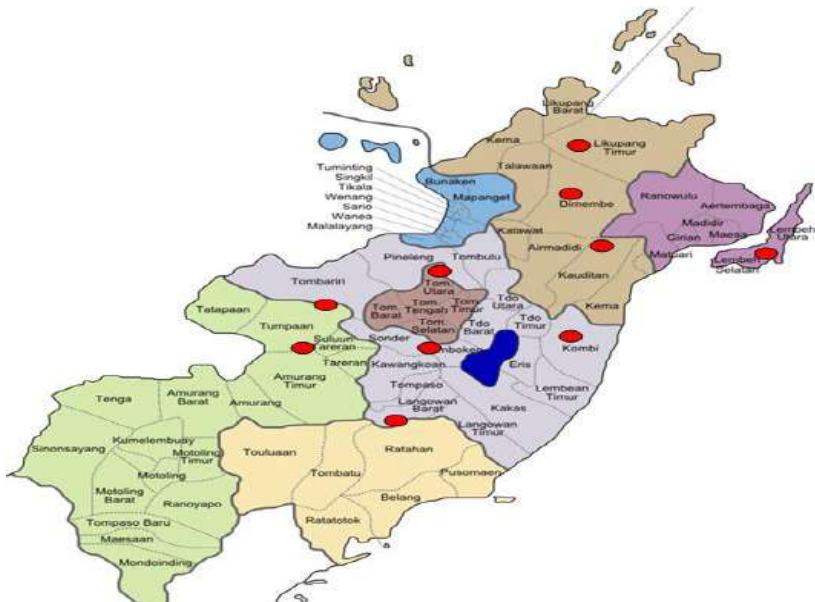 Likupang
Barat
Kema
Likupang
Timur
Talawaan
Tuminting
Singkil
Tikala
Wenang
Sario
Wanea
Malalayang
Bunaken
Mapanget
Dimembe
Ranowulu
Aertembaga
Madidir
Girian
Maesa
Matuari
Lembeh
Utara
Lembeh
Selatan
Kalawat
Airmadidi
Kauditan
Kema
Pineleng
Tombulu
Tombariri
Tom.
Utara
Tom.
Barat
Tom.
Tengah
Tom.
Timur
Tom.
Selatan
Tdo
Utara
Tdo
Timur
Tdo
Barat
Tatapaan
Tumpaan
Suluun
Tareran
Tareran
Sonder
mboken
Kombi
Kawangkoan
Eris
Amurang
Timur
Tompaso
Lembean
Timur
Langowan
Barat
Kakas
Langowan
Timur
Tenga
Amurang
Barat
Amurang
Sinonsayang
Kumelembuay
Motoling
Timur
Motoling
Motoling
Barat
Ranoyapo
Tompaso Baru
Maesaan
Mondoinding
Touluaan
Ratahan
Tombatu
Pusomaen
Belang
Ratatotok